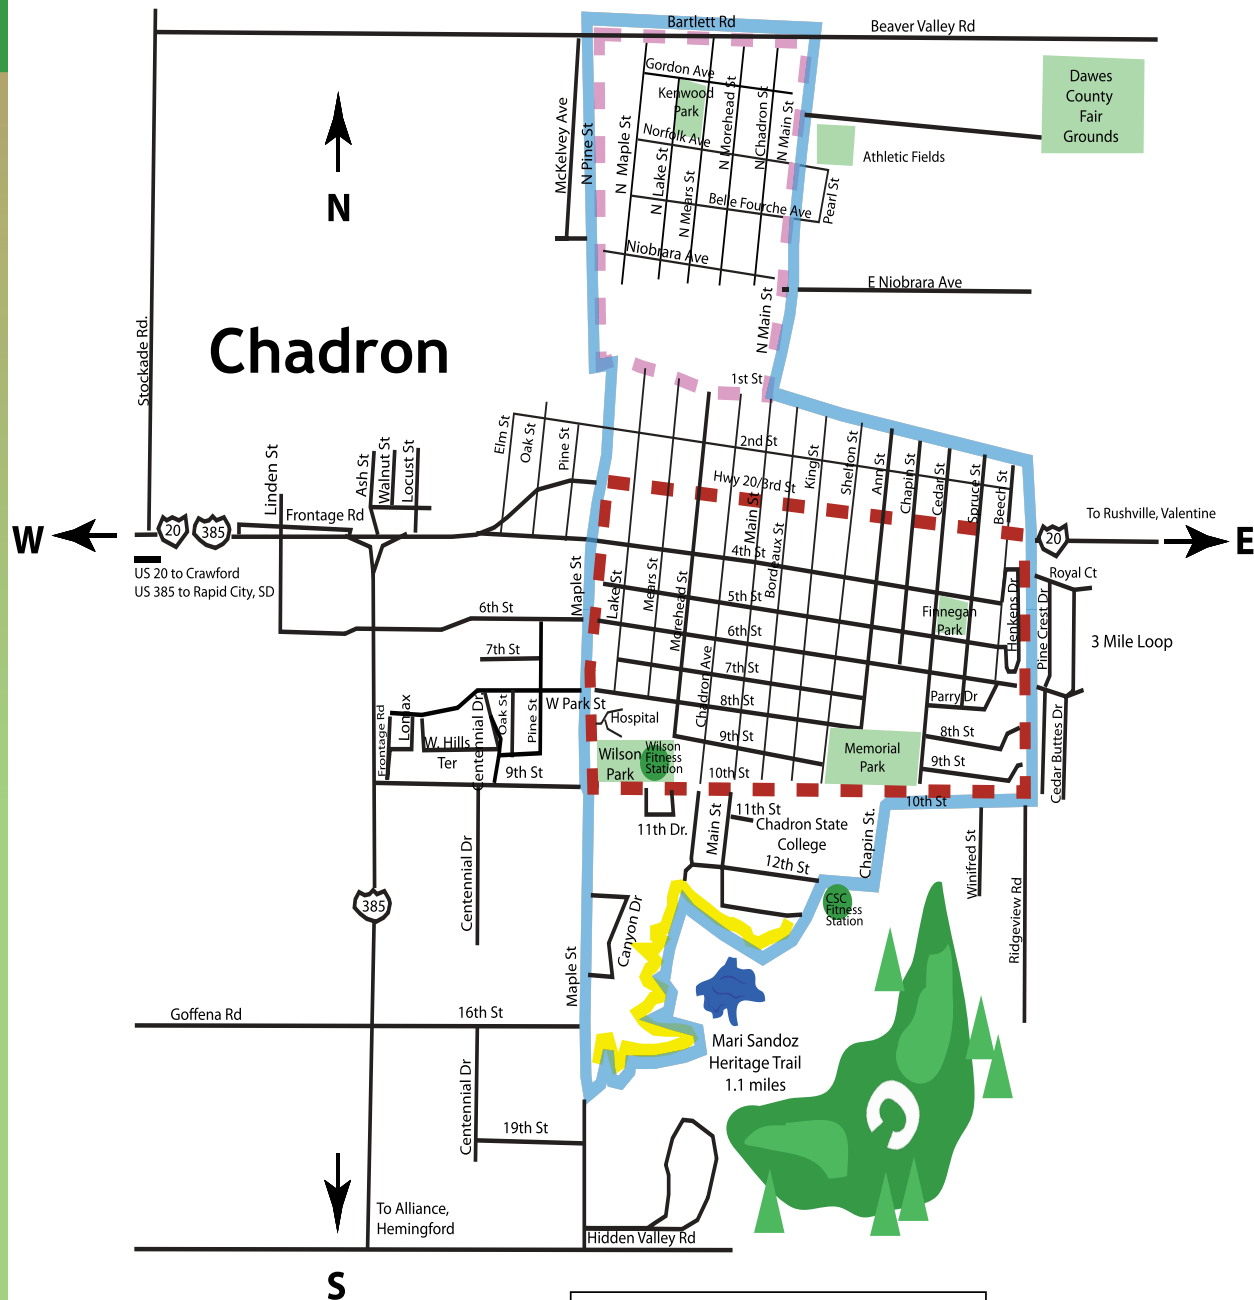 Bartlett Rd
Beaver Valley Rd
Dawes
County
Fair
Grounds
Gordon Ave
Kenwood
Park
Norfolk Ave
Athletic Fields
McKelvey Ave
N Pine St
N Maple St
N Lake St
N Mears St
N Morehead St
N Chadron St
N Main St
Pearl St
Belle Fourche Ave
Niobrara Ave
E Niobrara Ave
N Main St
N
Chadron
Stockade Rd.
1st St
2nd St
Hwy 20/3rd St
Elm St
Oak St
Pine St
King St
Shelton St
Ann St
Chapin St
Cedar St
Spruce St
Beech St
Linden St
Ash St
Walnut St
Locust St
Frontage Rd
W
20
385
US 20 to Crawford
US 385 to Rapid City, SD
To Rushville, Valentine
20
E
Main St
Bordeaux St
4th St
5th St
6th St
7th St
8th St
9th St
10th St
Maple St
Lake St
Mears St
Morehead St
Chadron Ave
Finnegan
Park
Henkens Dr
Pine Crest Dr
Royal Ct
3 Mile Loop
6th St
7th St
W Park St
Hospital
Parry Dr
8th St
9th St
Cedar Buttes Dr
Frontage Rd
Lomax
W. Hills
Ter
Centennial Dr
Oak St
Pine St
9th St
Wilson
Park
Wilson
Fitness
Station
Memorial
Park
10th St
11th Dr.
Main St
11th St
Chadron State
College
12th St
Chapin St.
Winifred St
Ridgeview Rd
CSC
Fitness
Station
Centennial Dr
385
Canyon Dr
Maple St
Goffena Rd
16th St
Mari Sandoz
Heritage Trail
1.1 miles
Centennial Dr
19th St
To Alliance,
Hemingford
Hidden Valley Rd
S